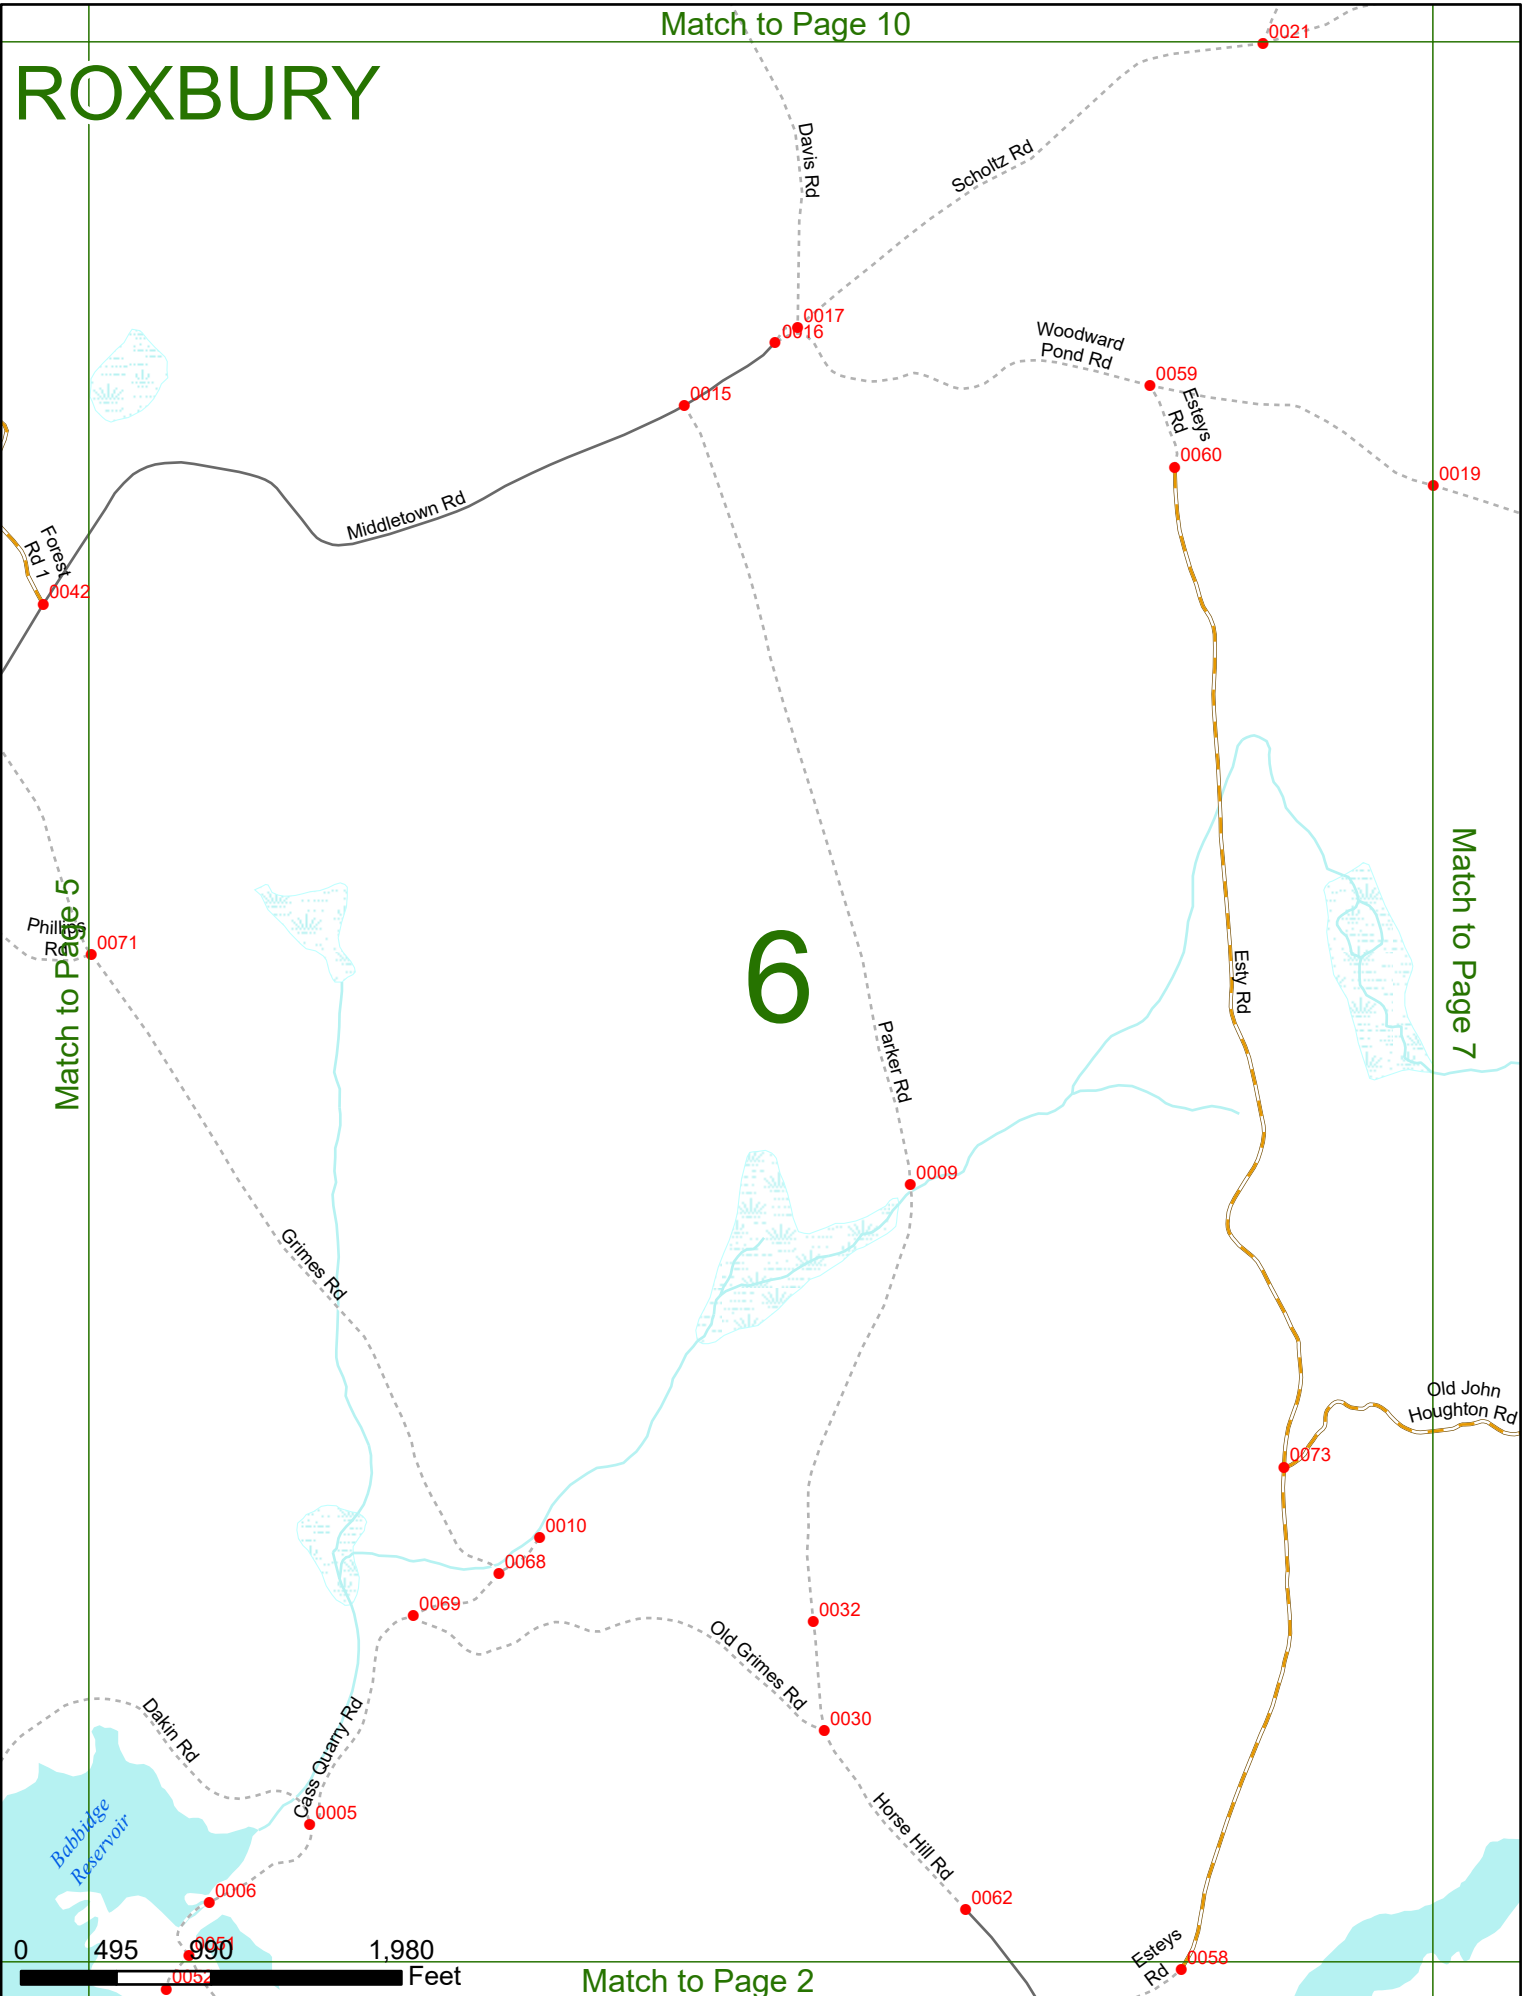 Match to Page 10
0021
ROXBURY
Davis Rd
Scholtz Rd
0017
0016
Woodward
Pond Rd
0059
0015
Esteys
Rd
0060
0019
Middletown Rd
Forest
Rd 1
0042
Match to Page 5
Match to Page 7
Phillips
Rd
0071
6
Esty Rd
Parker Rd
0009
Grimes Rd
Old John
Houghton Rd
0073
0010
0068
0069
0032
Old Grimes Rd
0030
Dakin Rd
Cass Quarry Rd
0005
Horse Hill Rd
Babbidge
Reservoir
0006
0062
0051
Esteys
Rd
0058
0052
0 495 990 1,980
Feet
Match to Page 2